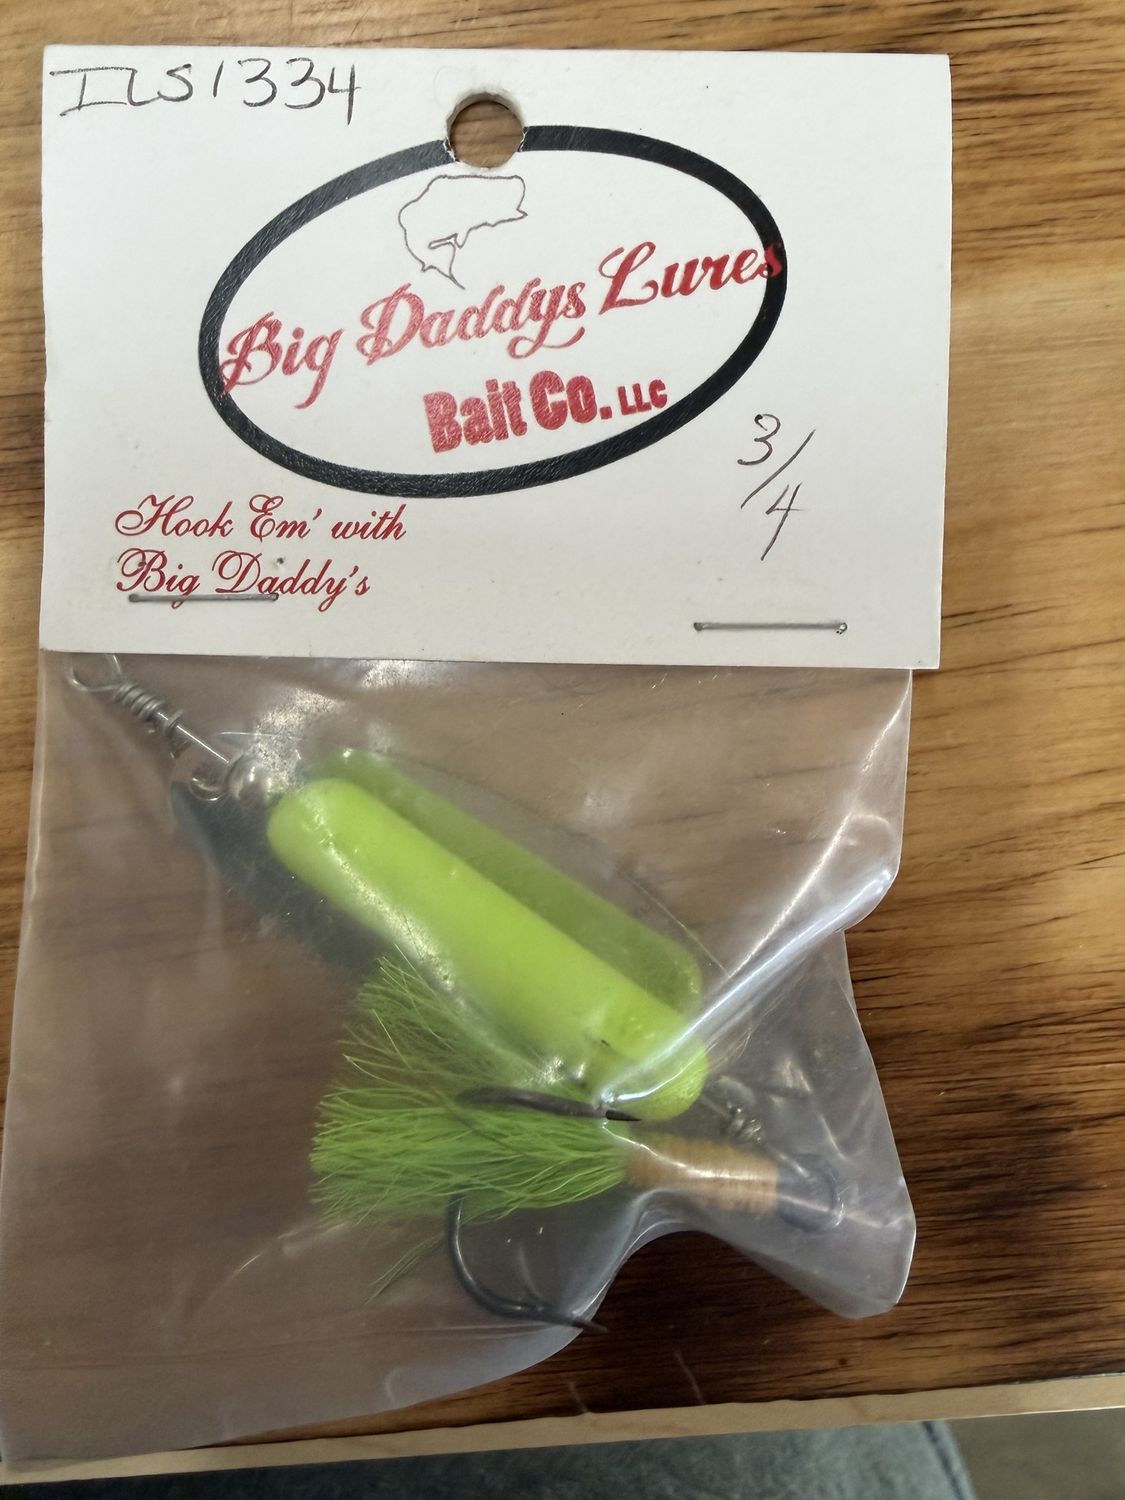 ILS1334
Big Daddys Lures
Bait Co. LLC
3/4
Hook Em' with
Big Daddy's